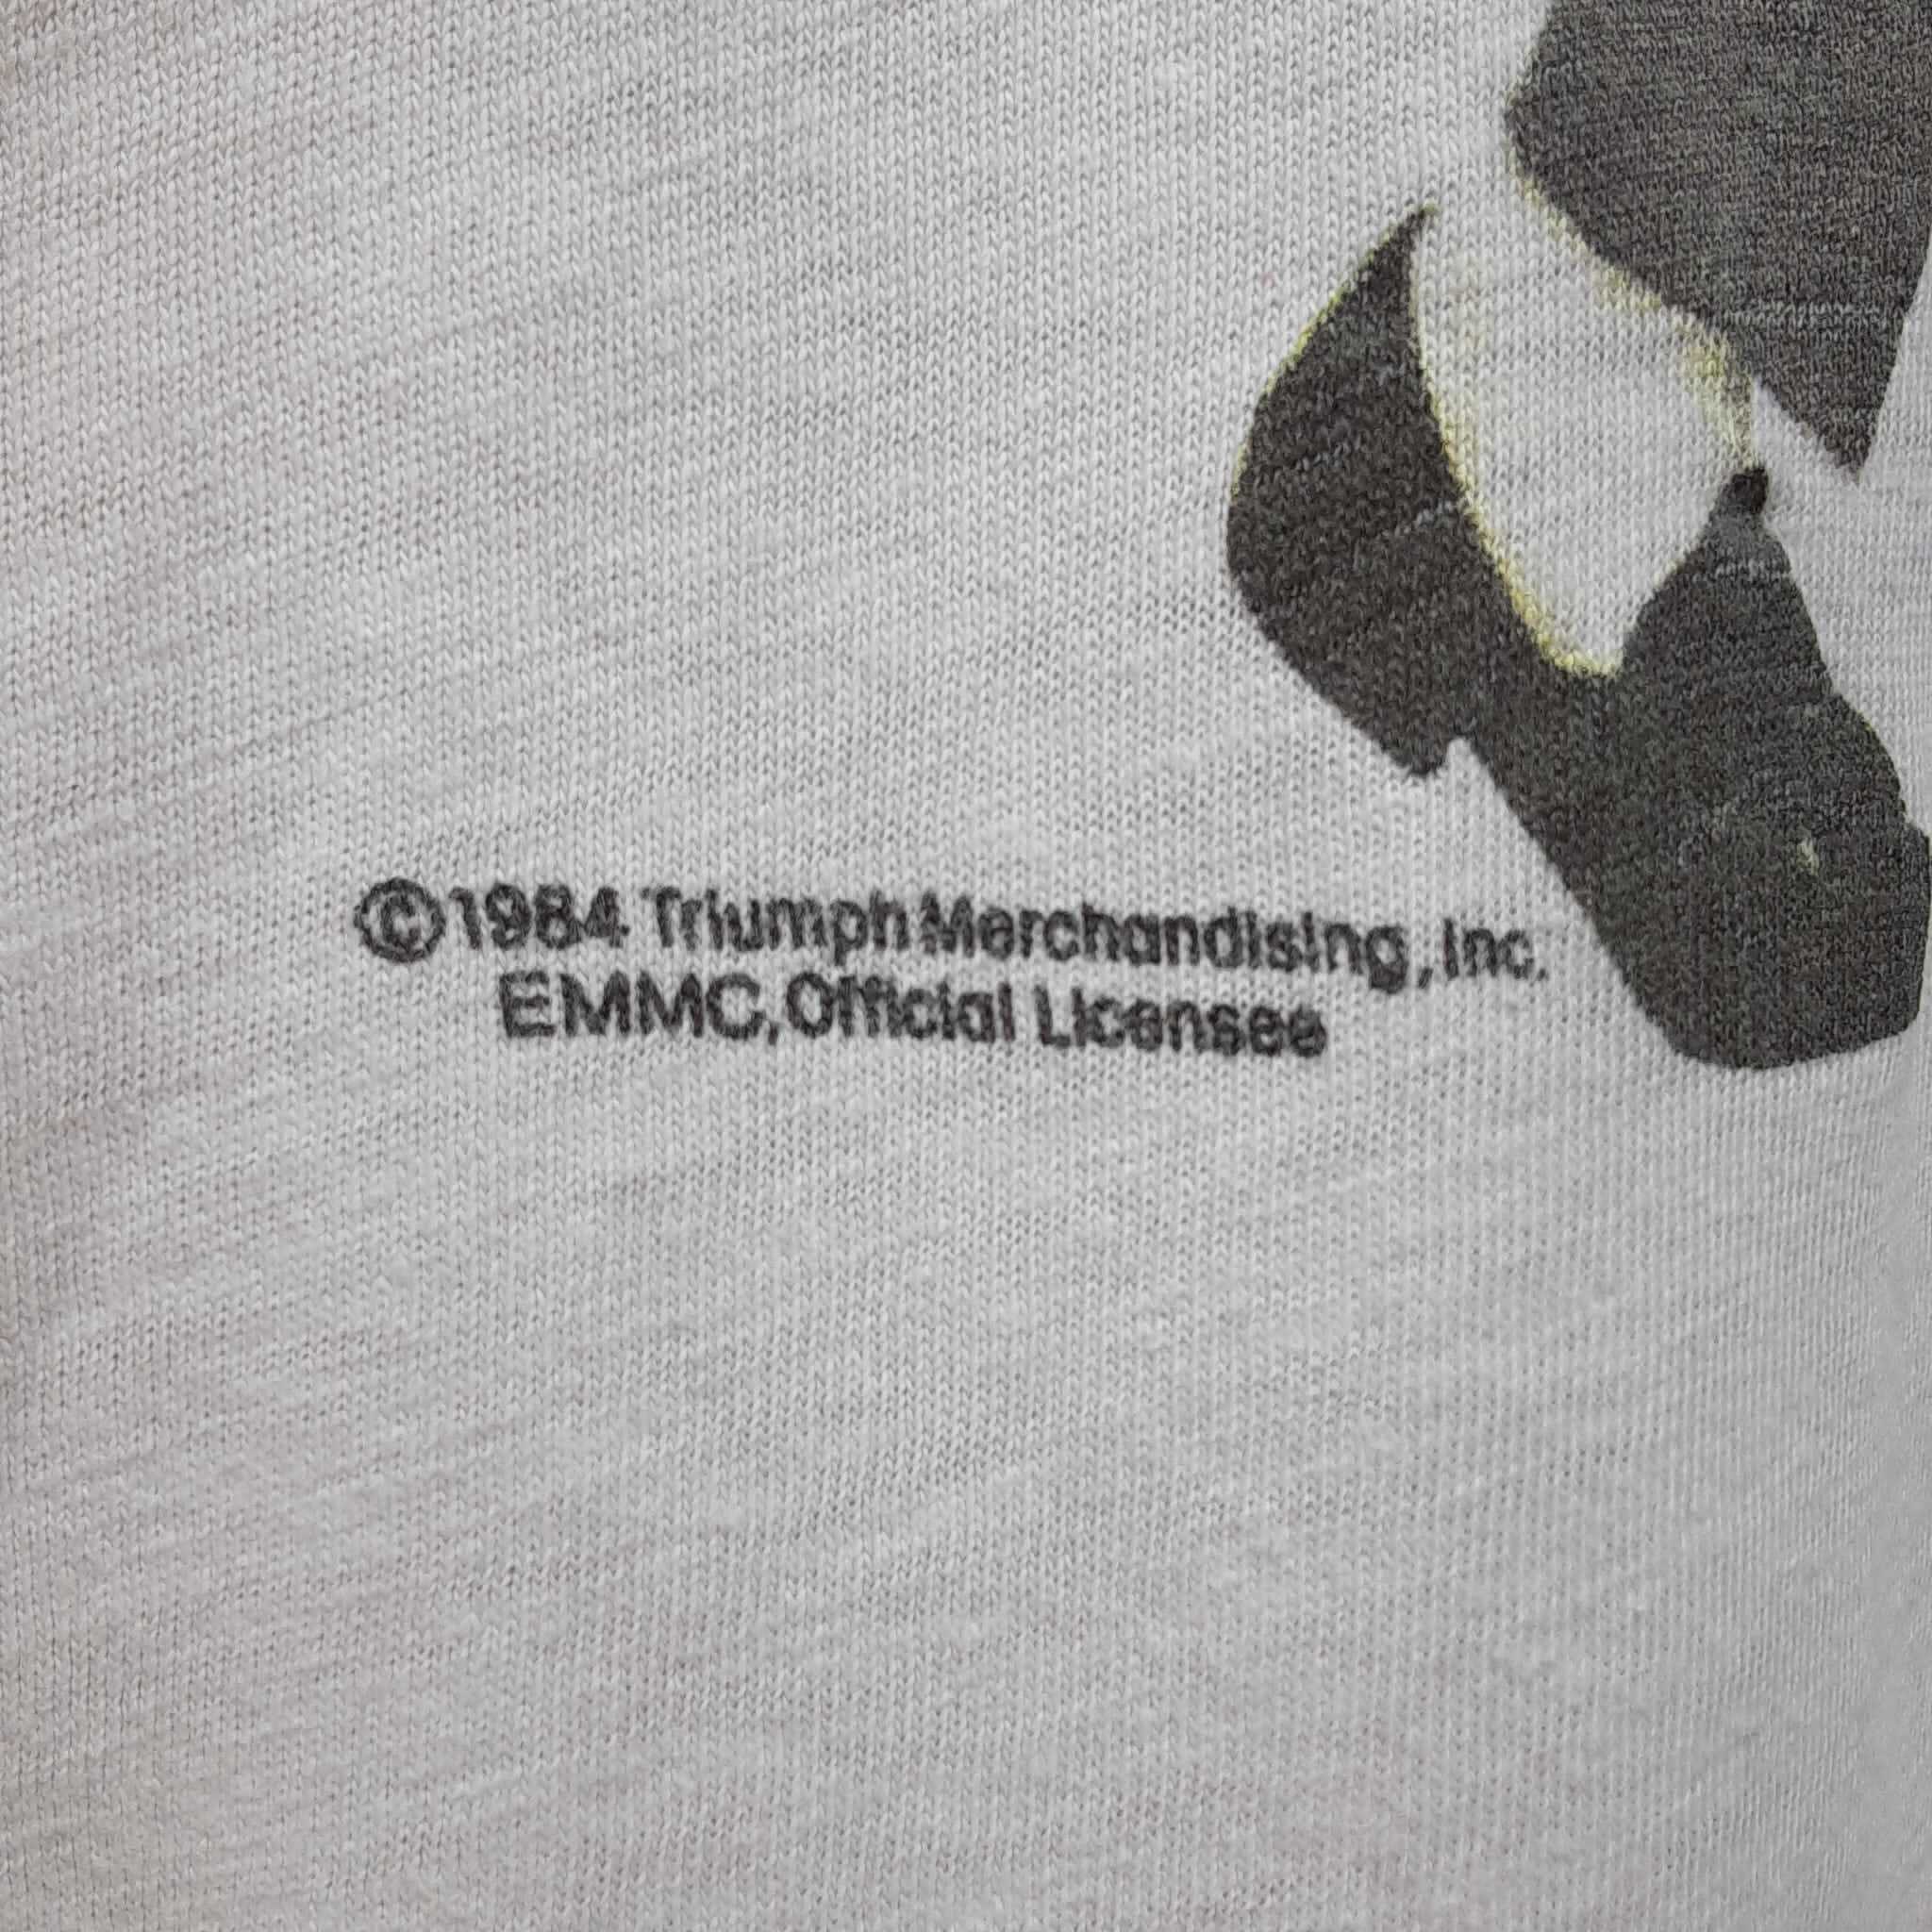 ©1984 Triumph Merchandising, Inc.
EMMC, Official Licensee